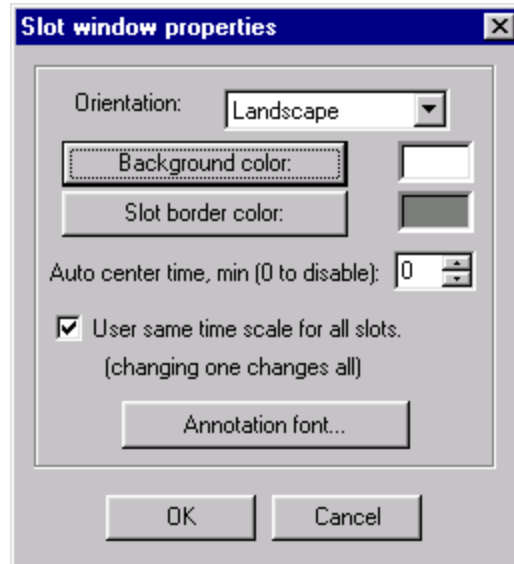 Slot window properties
Orientation: Landscape
Background color:
Slot border color:
Auto center time, min (0 to disable): 0
User same time scale for all slots.
(changing one changes all)
Annotation font...
OK Cancel